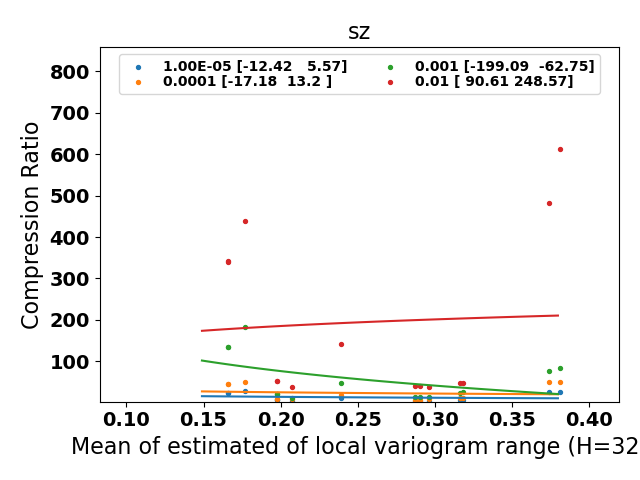 sz
1.00E-05 [-12.42 5.57]
0.0001 [-17.18 13.2 ]
0.001 [-199.09 -62.75]
0.01 [ 90.61 248.57]
Compression Ratio
800
700
600
500
400
300
200
100
0.10 0.15 0.20 0.25 0.30 0.35 0.40
Mean of estimated of local variogram range (H=32